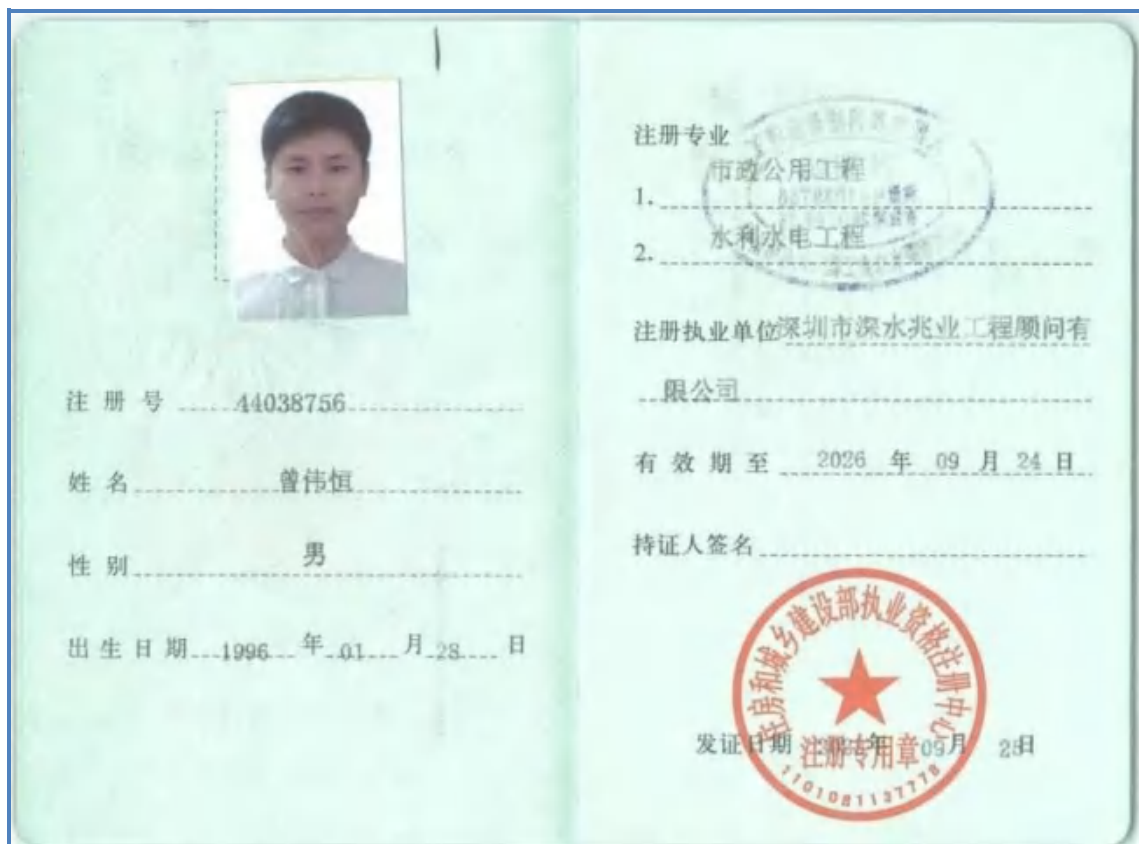 注册号 44038756
姓名 曾伟恒
性别 男
出生日期 1996 年 01 月 28 日
注册专业
1. 市政公用工程
2. 水利水电工程
注册执业单位 深圳市深水兆业工程顾问有
限公司
有效期至 2026 年 09 月 24 日
持证人签名
住房和城乡建设部执业资格注册中心
发证日期 年 09月 日
注册专用章
1101081137778